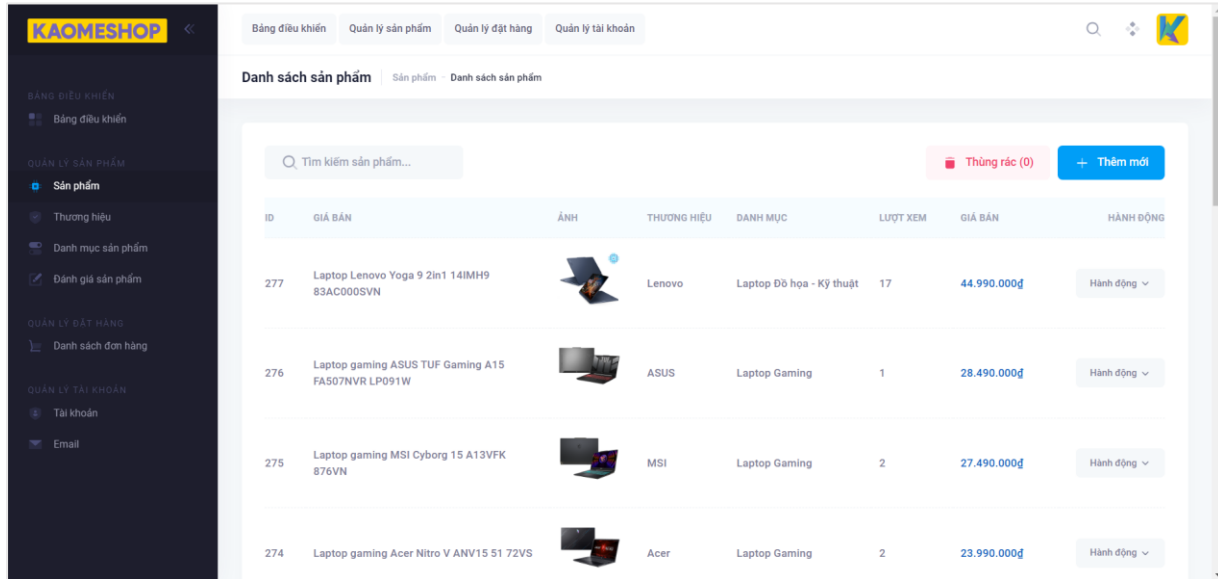 KAOMESHOP
Bảng điều khiển Quản lý sản phẩm Quản lý đặt hàng Quản lý tài khoản
Danh sách sản phẩm Sản phẩm - Danh sách sản phẩm
BẢNG ĐIỀU KHIỂN
Bảng điều khiển
QUẢN LÝ SẢN PHẨM
Sản phẩm
Thương hiệu
Danh mục sản phẩm
Đánh giá sản phẩm
QUẢN LÝ ĐẶT HÀNG
Danh sách đơn hàng
QUẢN LÝ TÀI KHOẢN
Tài khoản
Email
Tìm kiếm sản phẩm...
Thùng rác (0)
+ Thêm mới
ID GIÁ BÁN ẢNH THƯƠNG HIỆU DANH MỤC LƯỢT XEM GIÁ BÁN HÀNH ĐỘNG
277 Laptop Lenovo Yoga 9 2in1 14IMH9 Lenovo Laptop Đồ họa - Kỹ thuật 17 44.990.000₫ Hành động
83AC000SVN
276 Laptop gaming ASUS TUF Gaming A15 ASUS Laptop Gaming 1 28.490.000₫ Hành động
FA507NVR LP091W
275 Laptop gaming MSI Cyborg 15 A13VFK MSI Laptop Gaming 2 27.490.000₫ Hành động
876VN
274 Laptop gaming Acer Nitro V ANV15 51 72VS Acer Laptop Gaming 2 23.990.000₫ Hành động